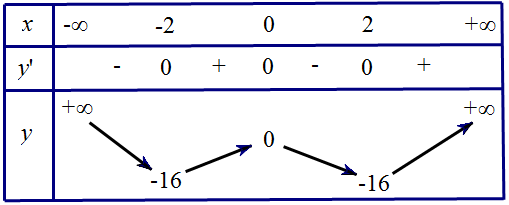 x -∞ -2 0 2 +∞
y' - 0 + 0 - 0 +
+∞ +∞
y 0
-16 -16